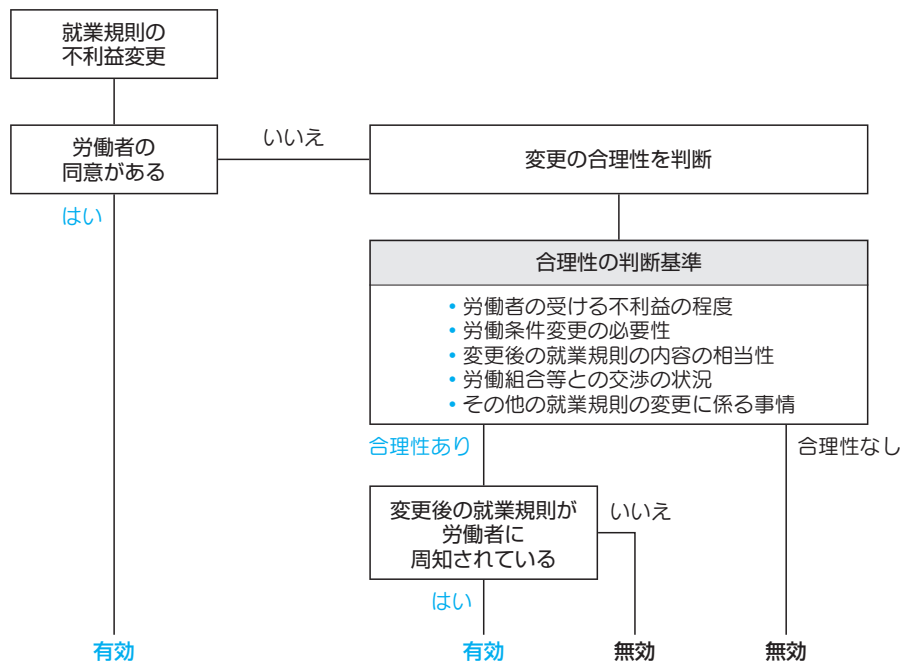 就業規則の
不利益変更
労働者の
同意がある
いいえ
変更の合理性を判断
はい
合理性の判断基準
・労働者の受ける不利益の程度
・労働条件変更の必要性
・変更後の就業規則の内容の相当性
・労働組合等との交渉の状況
・その他の就業規則の変更に係る事情
合理性あり
合理性なし
変更後の就業規則が
労働者に
周知されている
いいえ
はい
有効
有効
無効
無効